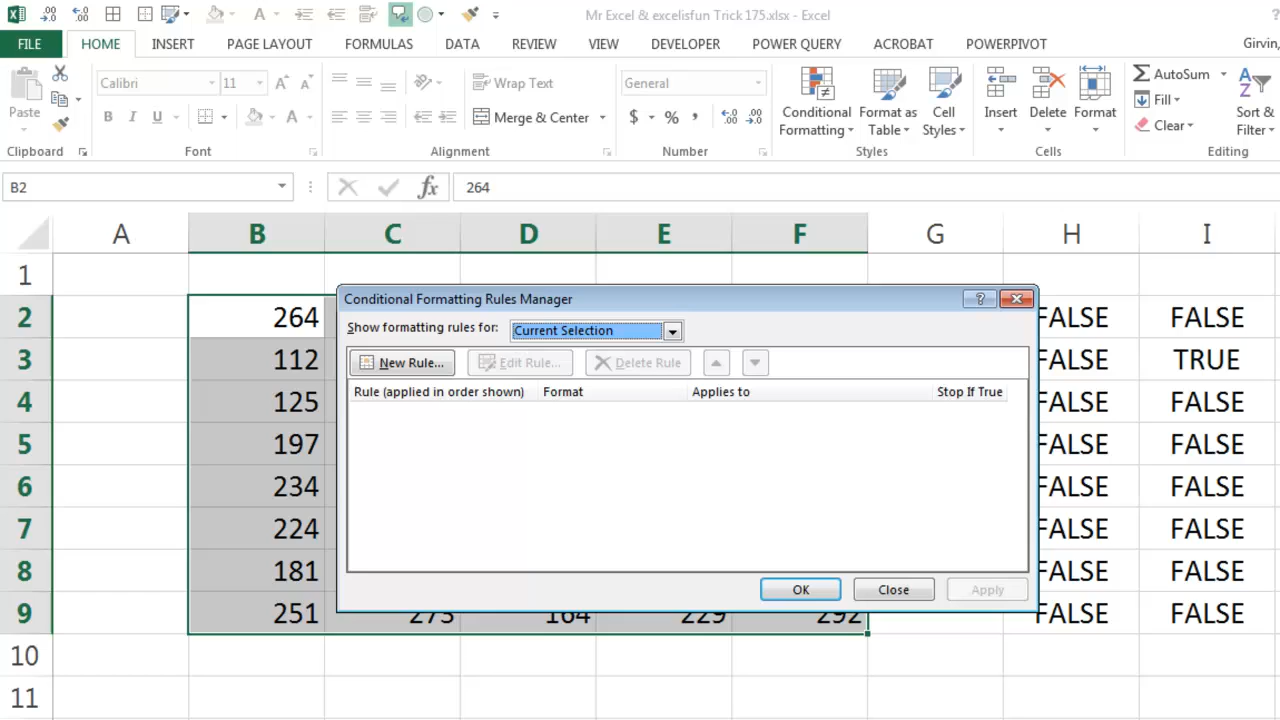 Mr Excel & excelisfun Trick 175.xlsx - Excel
?
FILE HOME INSERT PAGE LAYOUT FORMULAS DATA REVIEW VIEW DEVELOPER POWER QUERY ACROBAT POWERPIVOT Girvin,
Calibri 11 Wrap Text General AutoSum
Paste Conditional Formatting Format as Table Cell Styles Insert Delete Format Fill Sort & Filter
B I U A Merge & Center $ % , Clear
Clipboard Font Alignment Number Styles Cells Editing
B2 fx 264
A B C D E F G H I
1
2 264 FALSE FALSE
3 112 FALSE TRUE
4 125 FALSE FALSE
5 197 FALSE FALSE
6 234 FALSE FALSE
7 224 FALSE FALSE
8 181 FALSE FALSE
9 251 273 164 229 292 FALSE FALSE
10
11
Conditional Formatting Rules Manager
Show formatting rules for: Current Selection
New Rule... Edit Rule... Delete Rule
Rule (applied in order shown) Format Applies to Stop If True
OK Close Apply